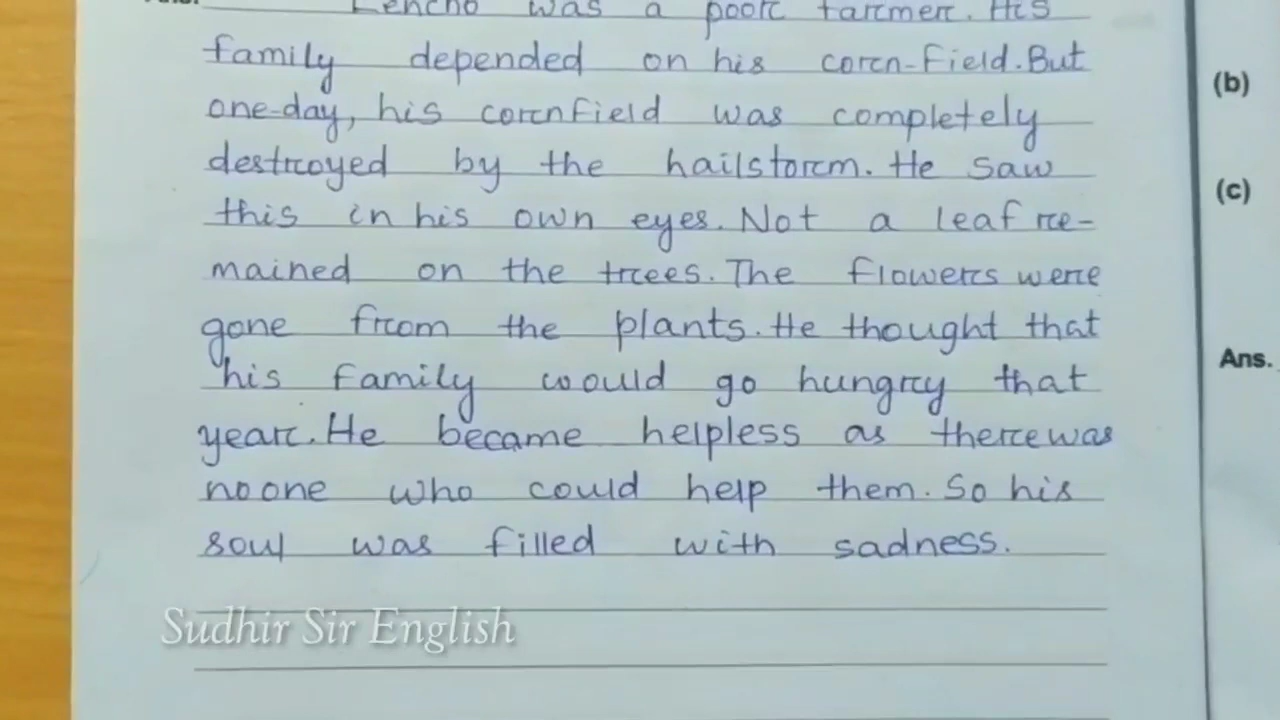 Lencho was a poor farmer. His
family depended on his corn-field. But
one-day, his cornfield was completely
destroyed by the hailstorm. He saw
this in his own eyes. Not a leaf re-
mained on the trees. The flowers were
gone from the plants. He thought that
his family would go hungry that
year. He became helpless as there was
no one who could help them. So his
soul was filled with sadness.
Sudhir Sir English
(b)
(c)
Ans.